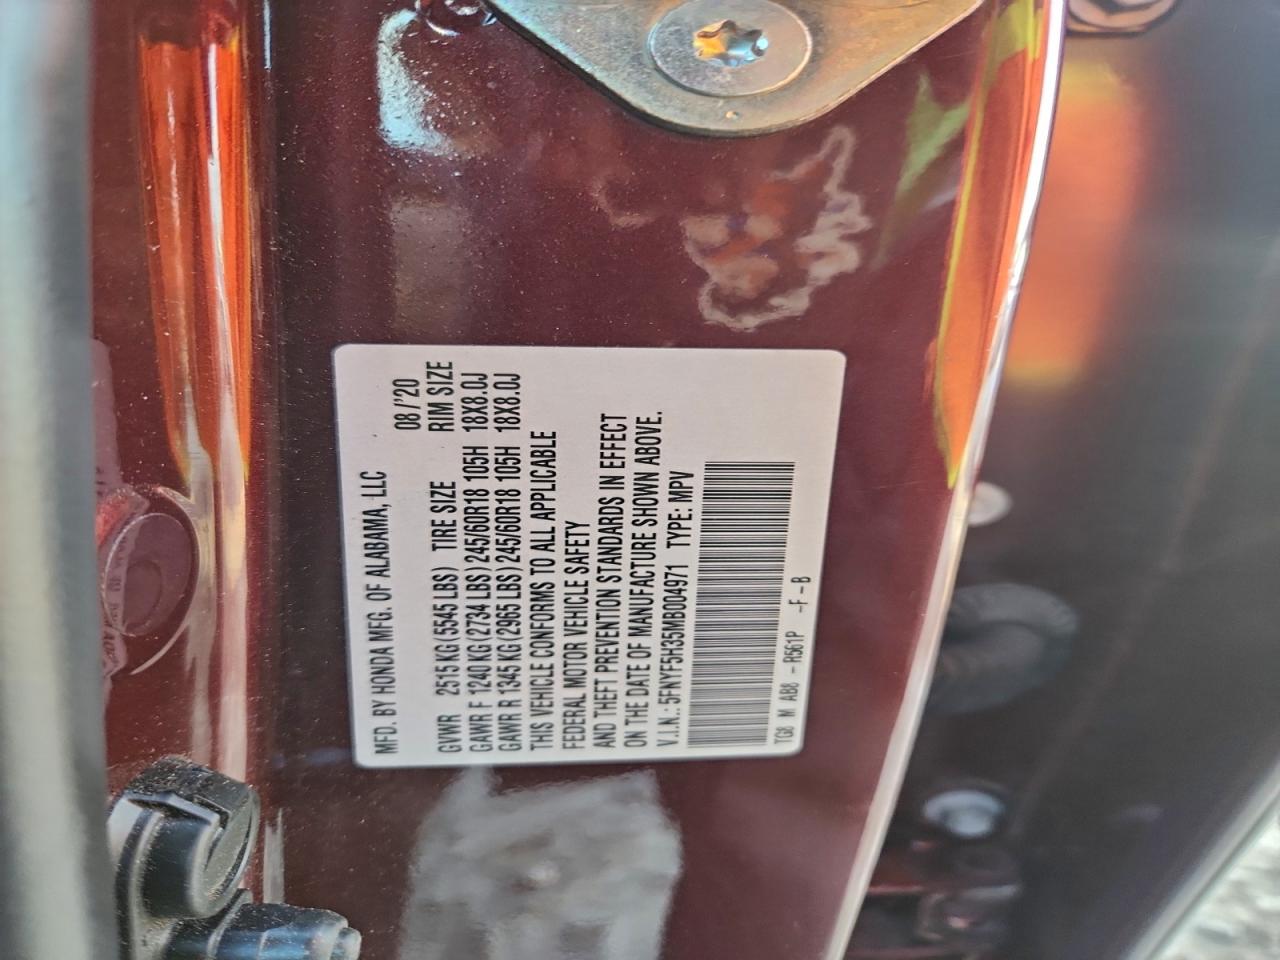 MFD. BY HONDA MFG. OF ALABAMA, LLC
08/'20
GVWR 2515 KG (5545 LBS) TIRE SIZE RIM SIZE
GAWR F 1240 KG (2734 LBS) 245/60R18 105H 18X8.0J
GAWR R 1345 KG (2965 LBS) 245/60R18 105H 18X8.0J
THIS VEHICLE CONFORMS TO ALL APPLICABLE
FEDERAL MOTOR VEHICLE SAFETY
AND THEFT PREVENTION STANDARDS IN EFFECT
ON THE DATE OF MANUFACTURE SHOWN ABOVE.
V.I.N.: 5FNYF5H35MB004971 TYPE: MPV
TG8 M AB8 - R561P - F - B